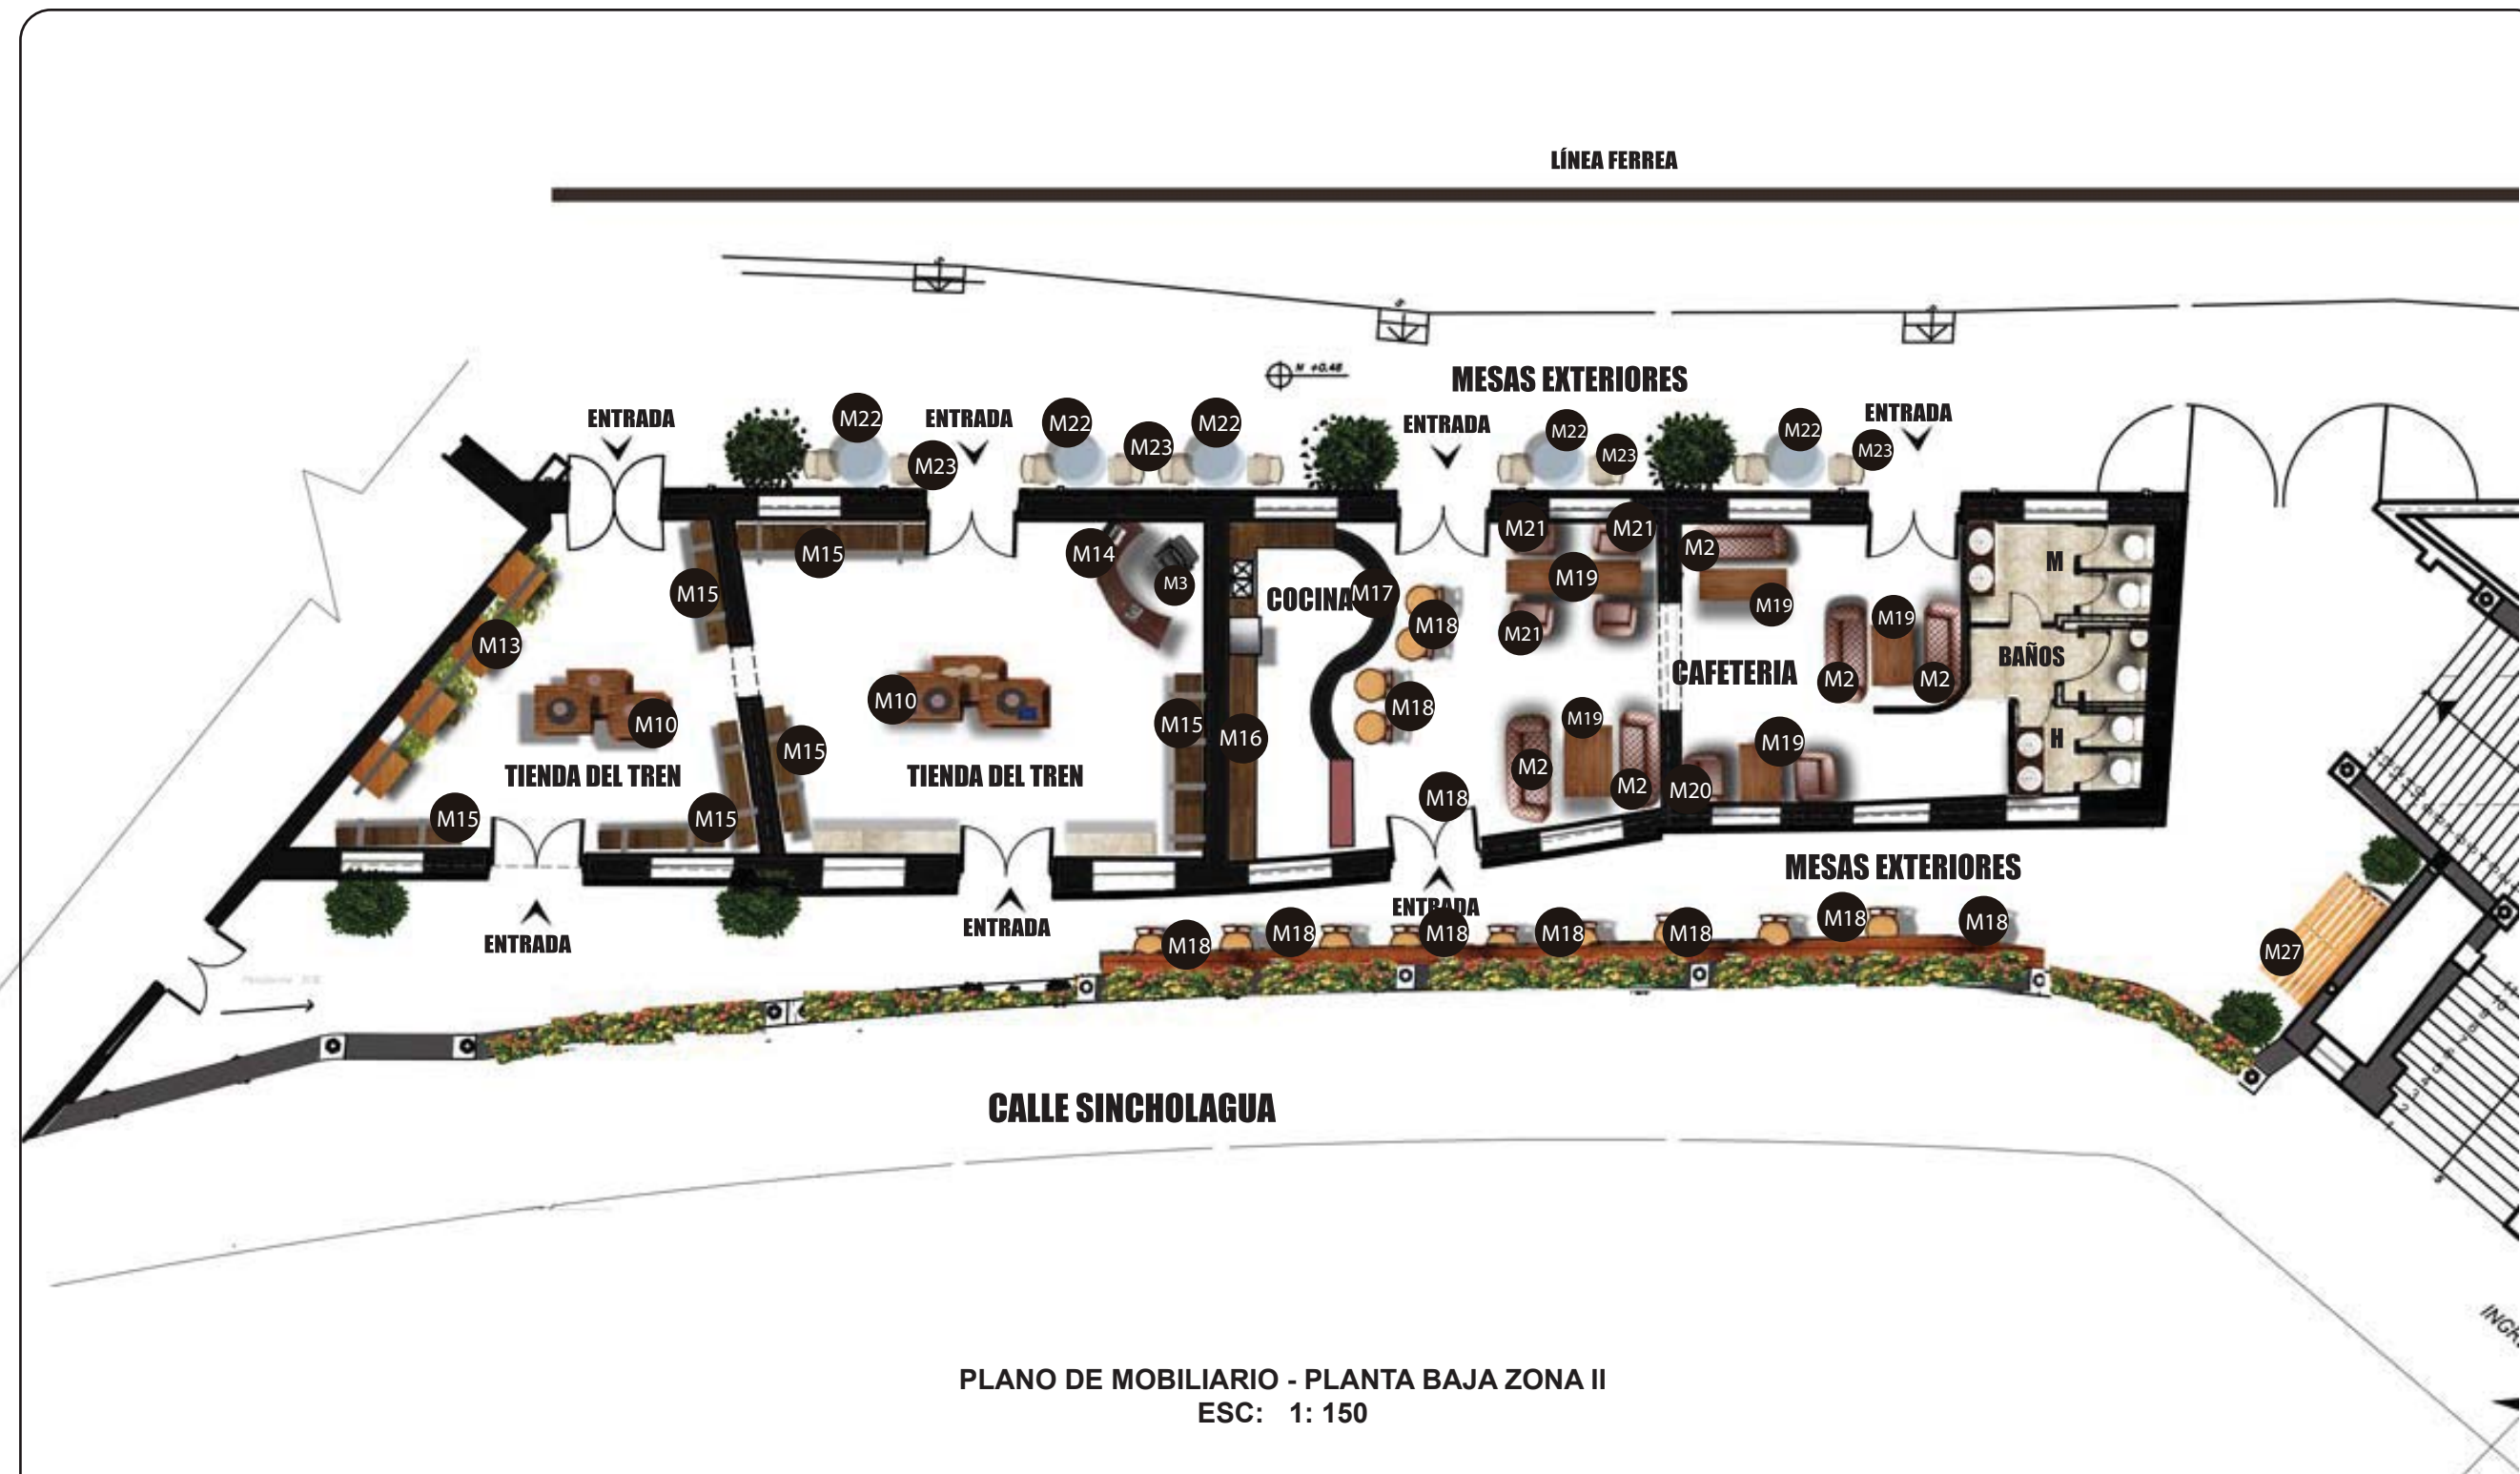 LÍNEA FERREA
N +0.48
MESAS EXTERIORES
ENTRADA
ENTRADA
ENTRADA
ENTRADA
M22
M22
M22
M22
M22
M23
M23
M23
M23
M15
M15
M14
M3
M21
M21
M2
M19
M19
M19
M21
COCINA
M17
M18
M18
M
BAÑOS
H
M13
M10
M10
M15
M15
M16
CAFETERIA
M2
M2
M19
M19
M2
M2
M20
M18
TIENDA DEL TREN
TIENDA DEL TREN
M15
M15
MESAS EXTERIORES
ENTRADA
ENTRADA
ENTRADA
M18
M18
M18
M18
M18
M18
M18
M27
CALLE SINCHOLAGUA
PLANO DE MOBILIARIO - PLANTA BAJA ZONA II
ESC: 1: 150